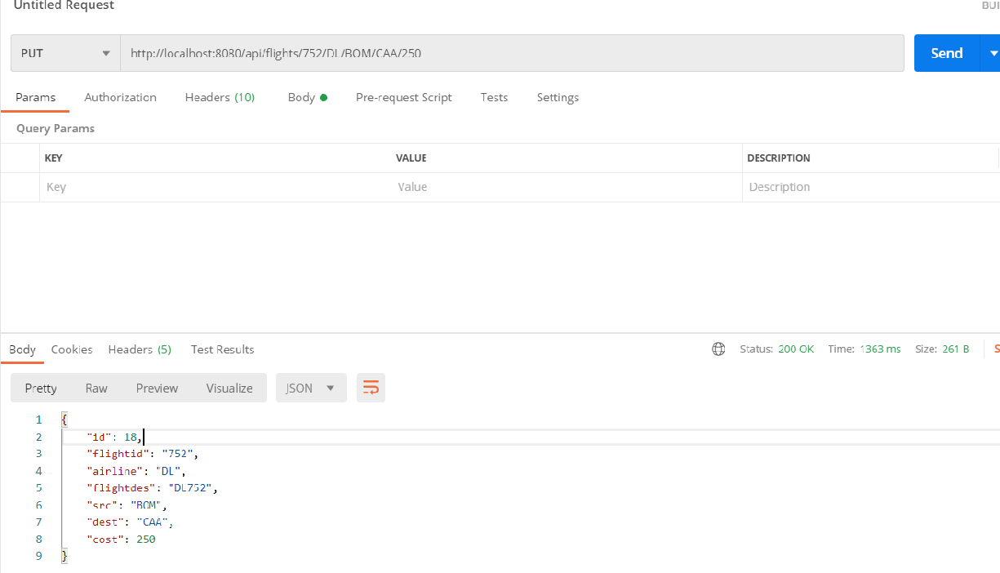 Untitled Request BUI
PUT http://localhost:8080/api/flights/752/DL/BOM/CAA/250 Send
Params Authorization Headers (10) Body Pre-request Script Tests Settings
Query Params
KEY VALUE DESCRIPTION
Key Value Description
Body Cookies Headers (5) Test Results Status: 200 OK Time: 1363 ms Size: 261 B S
Pretty Raw Preview Visualize JSON
1 {
2 "id": 18,
3 "flightid": "752",
4 "airline": "DL",
5 "flightdes": "DL752",
6 "src": "BOM",
7 "dest": "CAA",
8 "cost": 250
9 }